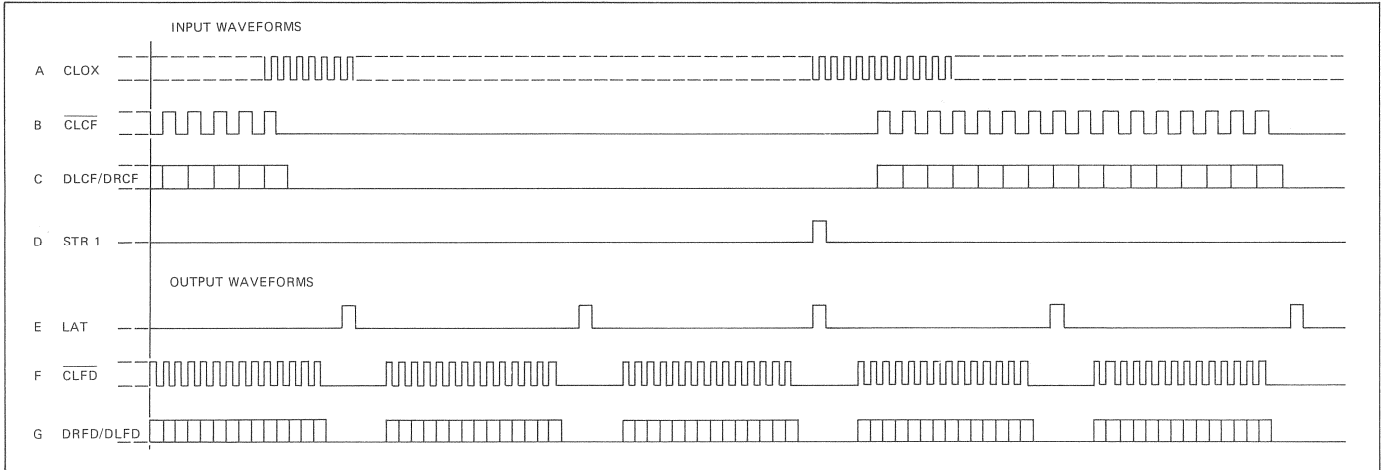 INPUT WAVEFORMS
A CLOX
B CLCF
C DLCF/DRCF
D STR 1
OUTPUT WAVEFORMS
E LAT
F CLFD
G DRFD/DLFD